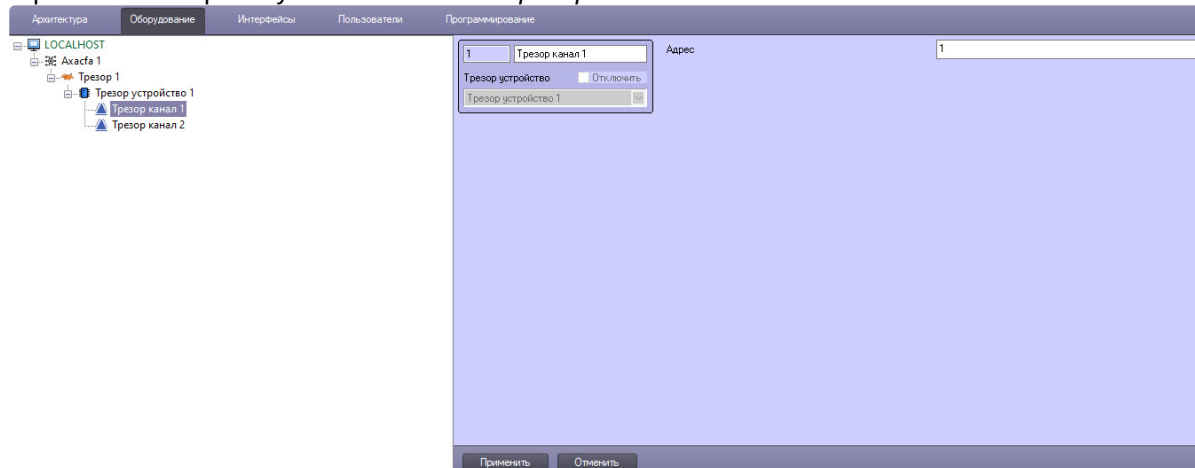 Архитектура Оборудование Интерфейсы Пользователи Программирование
LOCALHOST
Axacfa 1
Трезор 1
Трезор устройство 1
Трезор канал 1
Трезор канал 2
1 Трезор канал 1
Трезор устройство Отключить
Трезор устройство 1
Адрес 1
Применить Отменить